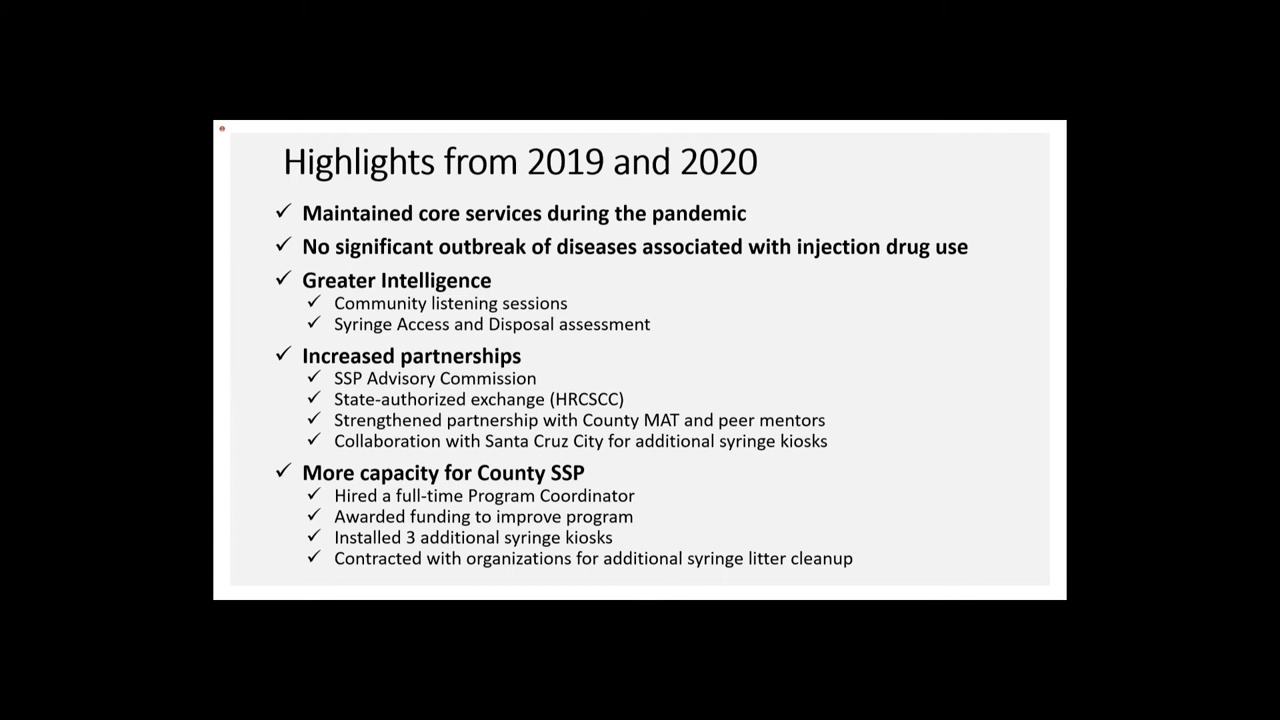 Highlights from 2019 and 2020
✓ Maintained core services during the pandemic
✓ No significant outbreak of diseases associated with injection drug use
✓ Greater Intelligence
✓ Community listening sessions
✓ Syringe Access and Disposal assessment
✓ Increased partnerships
✓ SSP Advisory Commission
✓ State-authorized exchange (HRCSCC)
✓ Strengthened partnership with County MAT and peer mentors
✓ Collaboration with Santa Cruz City for additional syringe kiosks
✓ More capacity for County SSP
✓ Hired a full-time Program Coordinator
✓ Awarded funding to improve program
✓ Installed 3 additional syringe kiosks
✓ Contracted with organizations for additional syringe litter cleanup